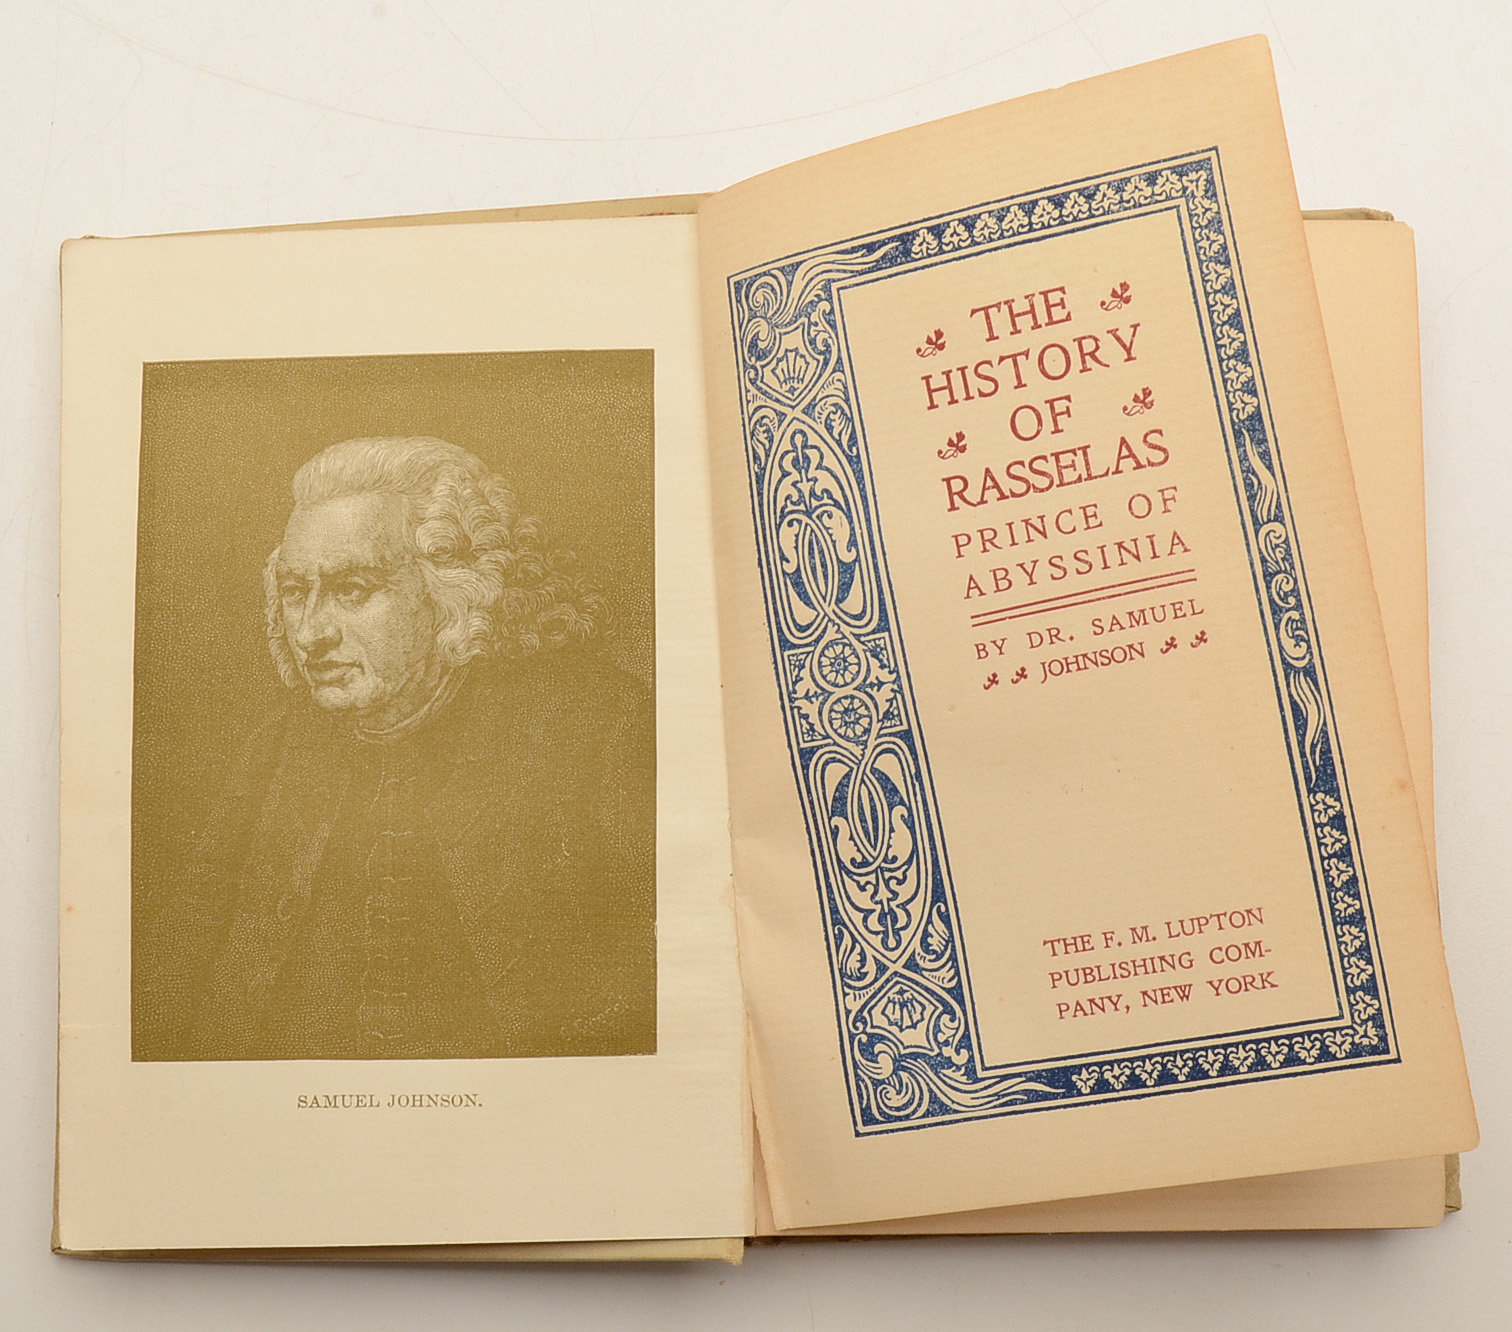 SAMUEL JOHNSON.
THE
HISTORY
OF
RASSELAS
PRINCE OF
ABYSSINIA
BY DR. SAMUEL
JOHNSON
THE F. M. LUPTON
PUBLISHING COM-
PANY, NEW YORK